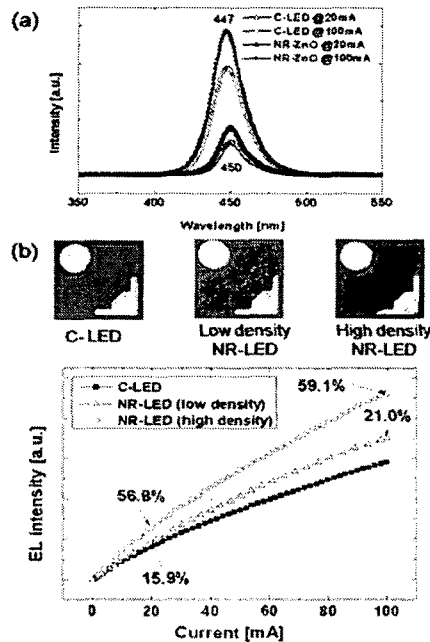 (a)
447
C-LED @20mA
C-LED @100mA
NR-ZnO @20mA
NR-ZnO @100mA
450
Intensity [a.u.]
350 400 450 500 550
Wavelength [nm]
(b)
C-LED
Low density
NR-LED
High density
NR-LED
C-LED
NR-LED (low density)
NR-LED (high density)
59.1%
21.0%
56.8%
15.9%
EL intensity [a.u.]
0 20 40 60 80 100
Current [mA]